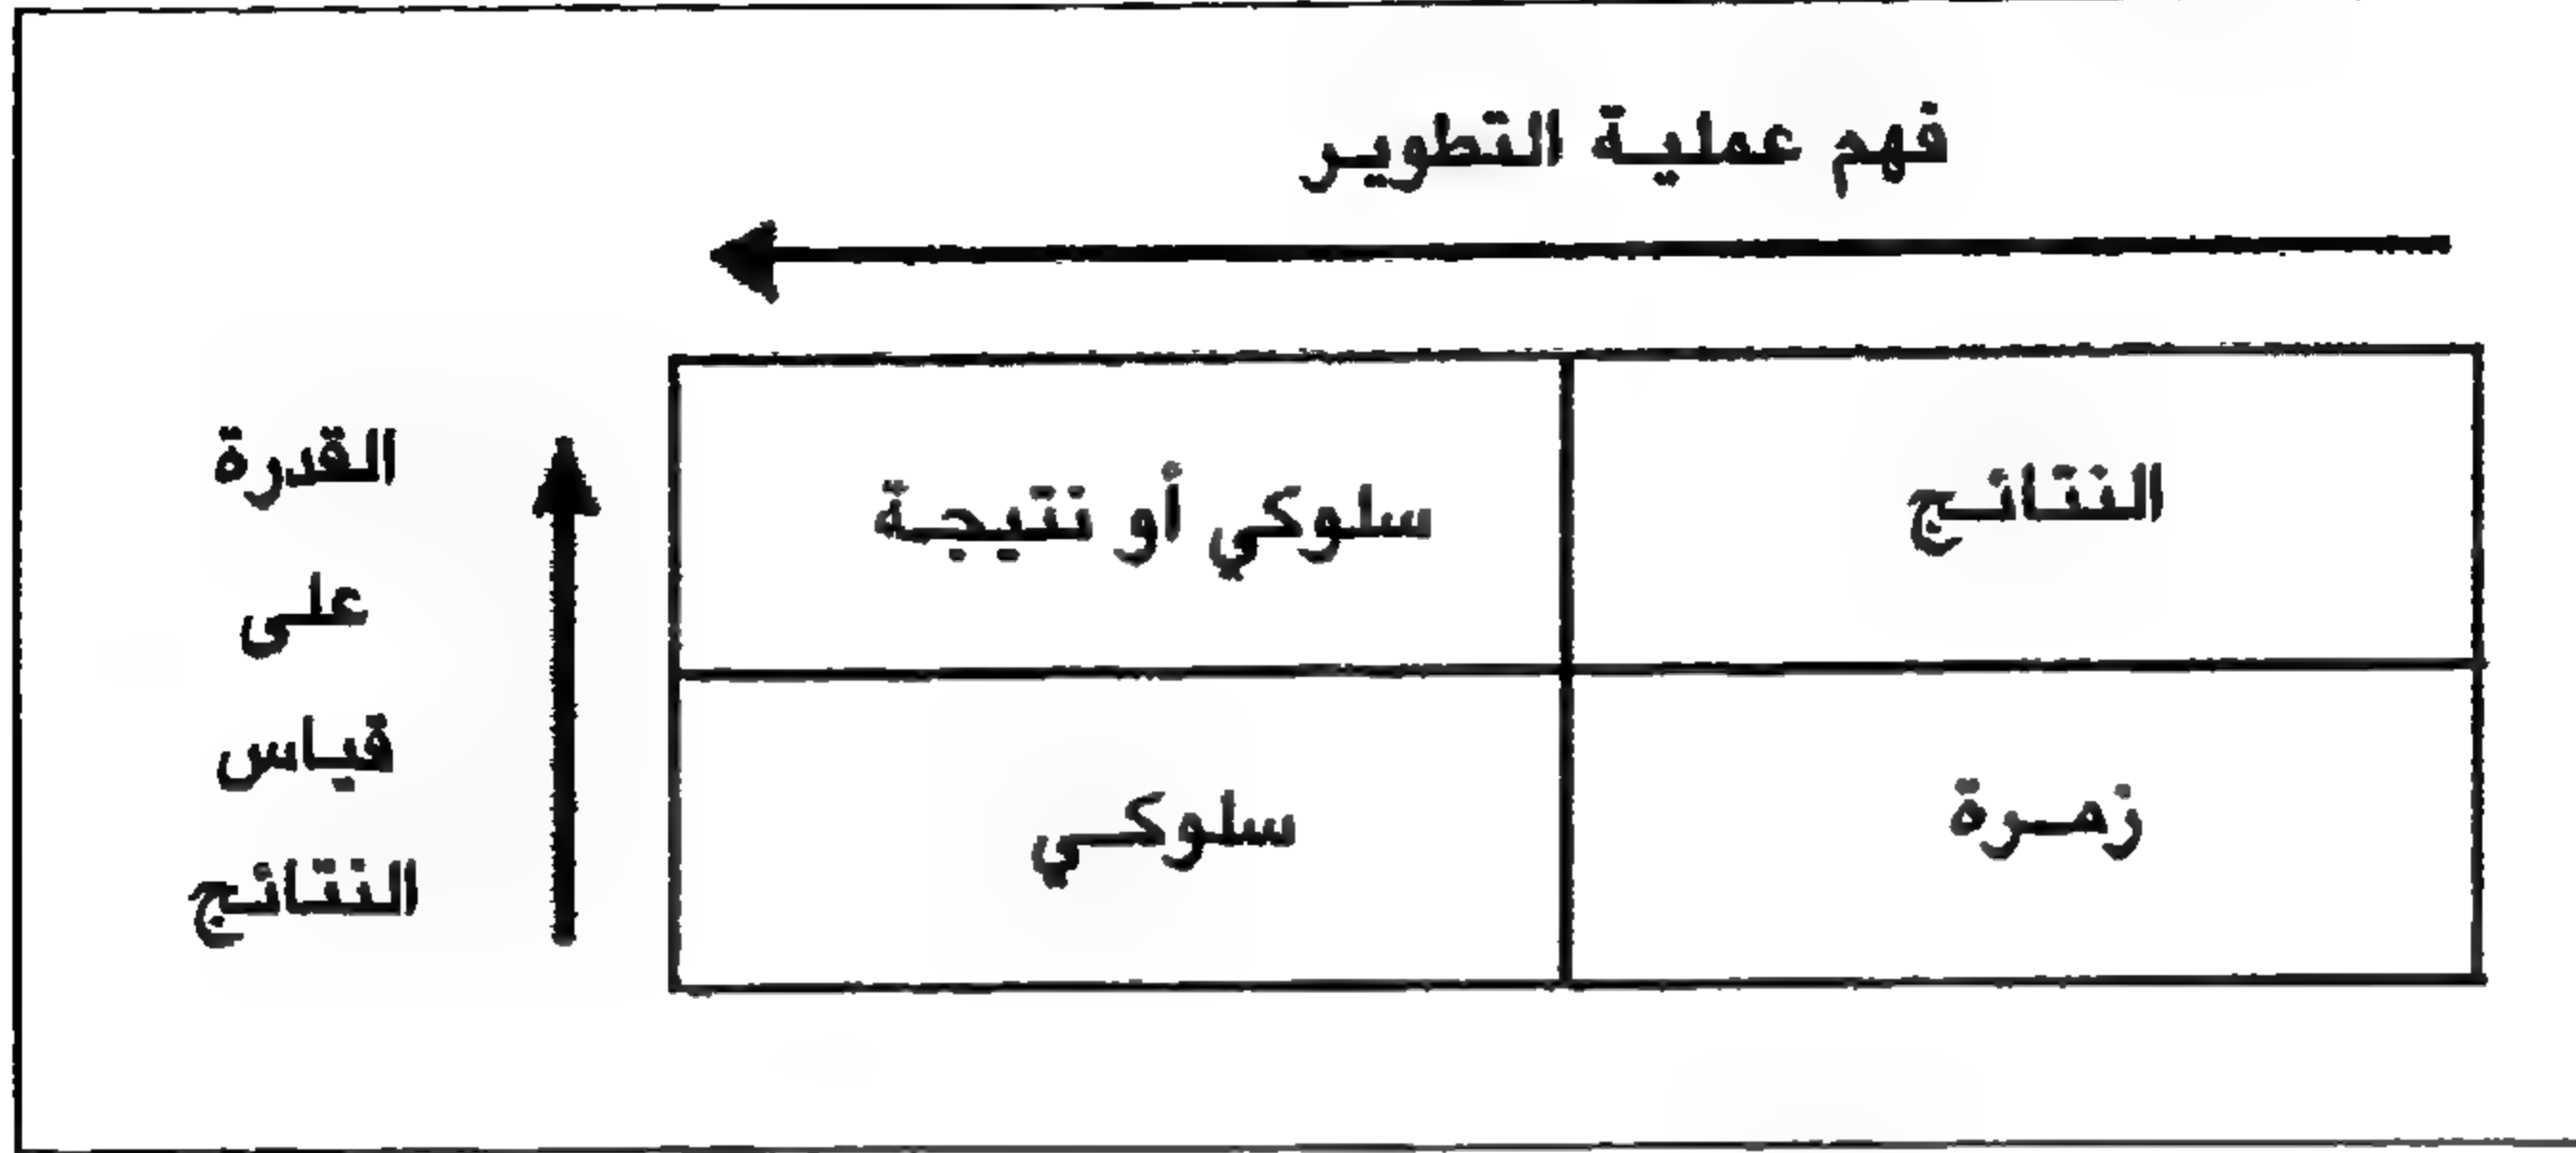 فهم عملية التطوير
القدرة
على
قياس
النتائج
النتائج
سلوكي أو نتيجة
زمرة
سلوكي